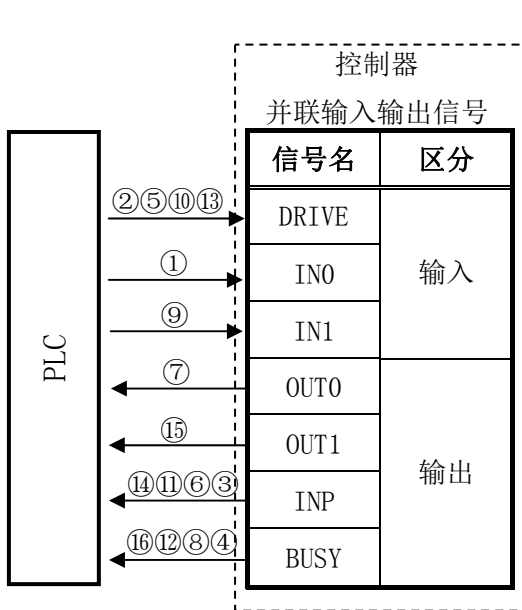 控制器
并联输入输出信号
信号名 区分
②⑤⑩⑬ DRIVE
① IN0 输入
⑨ IN1
PLC
⑦ OUT0
⑮ OUT1
输出
⑭⑪⑥③ INP
⑯⑫⑧④ BUSY